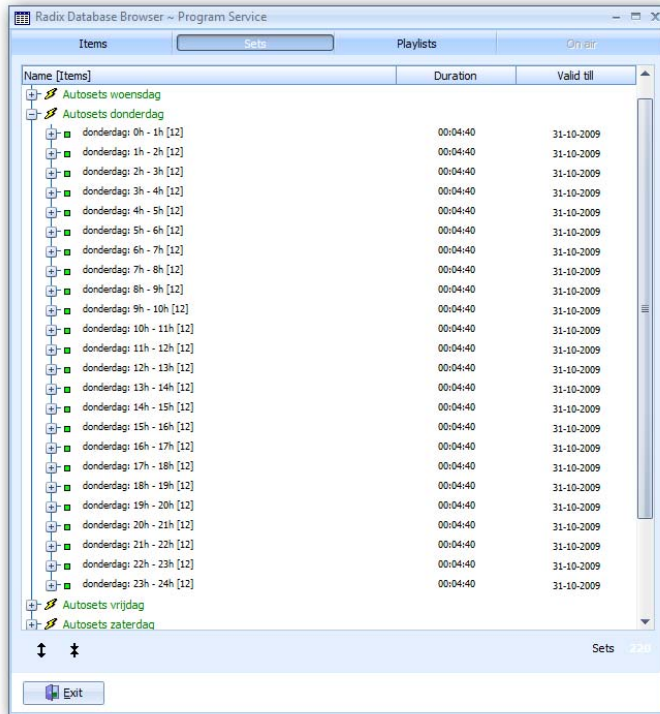 Radix Database Browser ~ Program Service
Items Sets Playlists On air
Name [Items] Duration Valid till
Autosets woensdag
Autosets donderdag
donderdag: 0h - 1h [12] 00:04:40 31-10-2009
donderdag: 1h - 2h [12] 00:04:40 31-10-2009
donderdag: 2h - 3h [12] 00:04:40 31-10-2009
donderdag: 3h - 4h [12] 00:04:40 31-10-2009
donderdag: 4h - 5h [12] 00:04:40 31-10-2009
donderdag: 5h - 6h [12] 00:04:40 31-10-2009
donderdag: 6h - 7h [12] 00:04:40 31-10-2009
donderdag: 7h - 8h [12] 00:04:40 31-10-2009
donderdag: 8h - 9h [12] 00:04:40 31-10-2009
donderdag: 9h - 10h [12] 00:04:40 31-10-2009
donderdag: 10h - 11h [12] 00:04:40 31-10-2009
donderdag: 11h - 12h [12] 00:04:40 31-10-2009
donderdag: 12h - 13h [12] 00:04:40 31-10-2009
donderdag: 13h - 14h [12] 00:04:40 31-10-2009
donderdag: 14h - 15h [12] 00:04:40 31-10-2009
donderdag: 15h - 16h [12] 00:04:40 31-10-2009
donderdag: 16h - 17h [12] 00:04:40 31-10-2009
donderdag: 17h - 18h [12] 00:04:40 31-10-2009
donderdag: 18h - 19h [12] 00:04:40 31-10-2009
donderdag: 19h - 20h [12] 00:04:40 31-10-2009
donderdag: 20h - 21h [12] 00:04:40 31-10-2009
donderdag: 21h - 22h [12] 00:04:40 31-10-2009
donderdag: 22h - 23h [12] 00:04:40 31-10-2009
donderdag: 23h - 24h [12] 00:04:40 31-10-2009
Autosets vrijdag
Autosets zaterdag
Sets 220
Exit